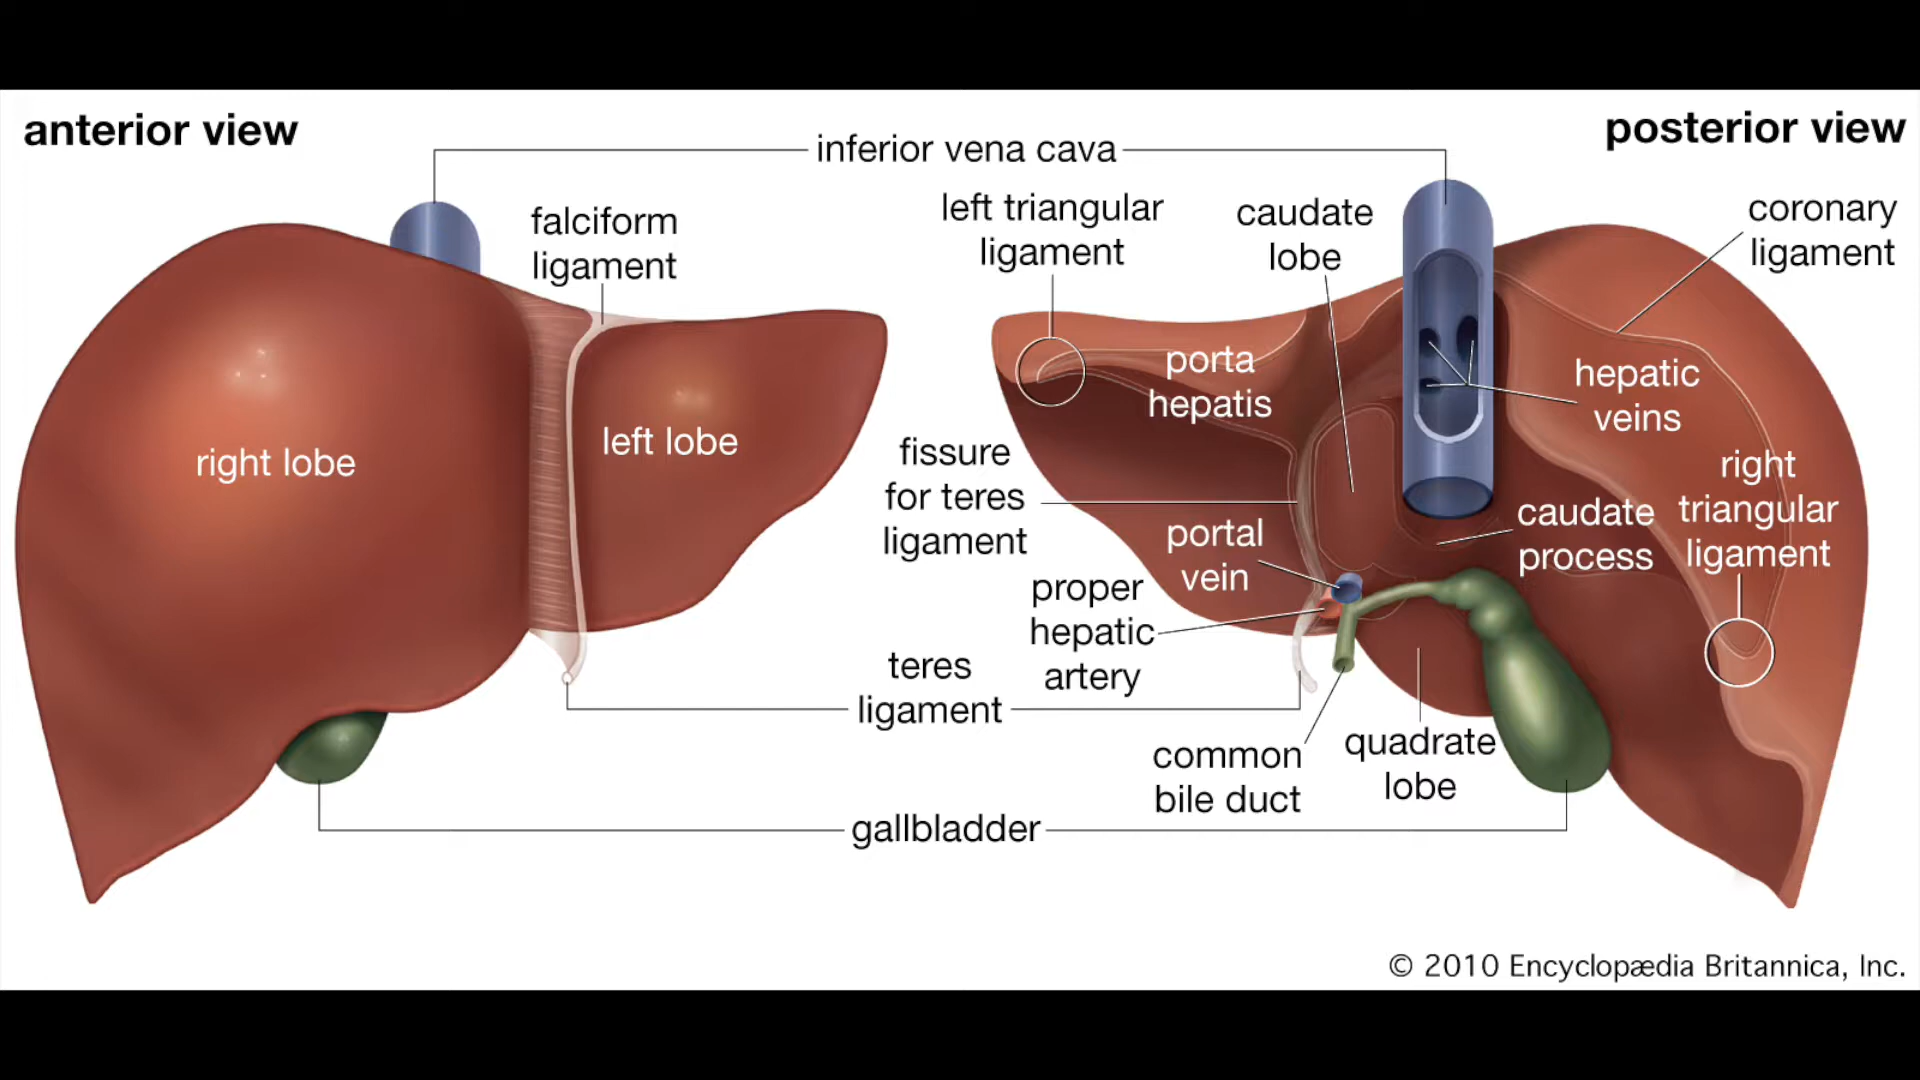 anterior view
posterior view
inferior vena cava
falciform
ligament
left triangular
ligament
caudate
lobe
coronary
ligament
right lobe
left lobe
porta
hepatis
hepatic
veins
fissure
for teres
ligament
right
triangular
ligament
portal
vein
caudate
process
proper
hepatic
artery
teres
ligament
common
bile duct
quadrate
lobe
gallbladder
© 2010 Encyclopædia Britannica, Inc.